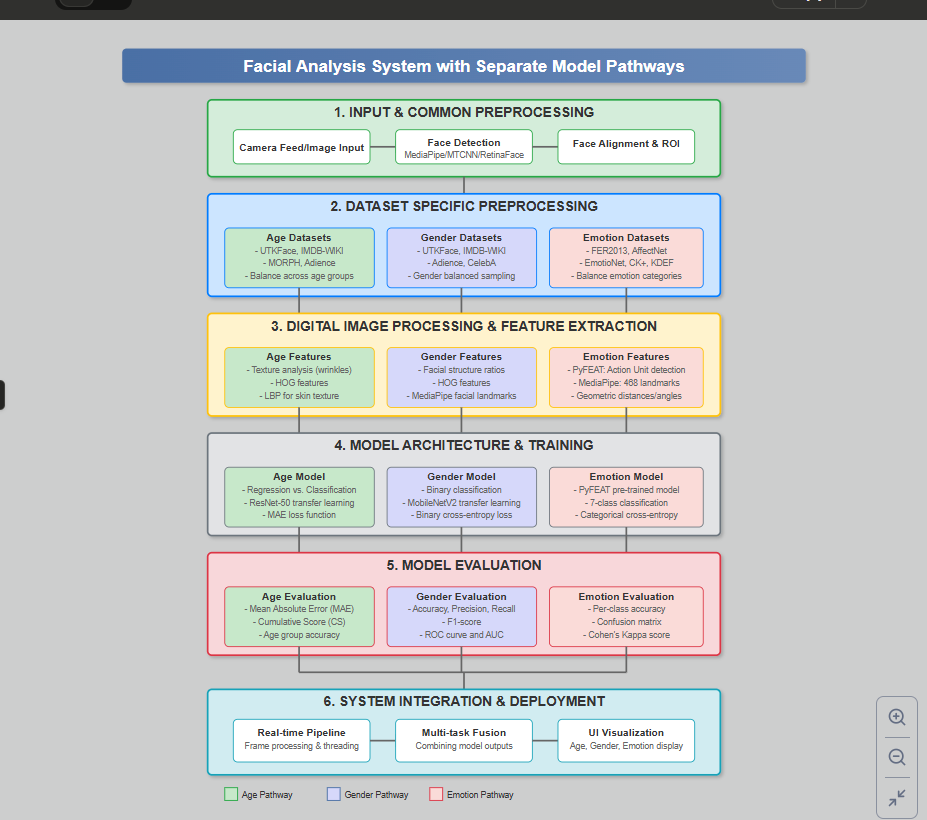 Facial Analysis System with Separate Model Pathways
1. INPUT & COMMON PREPROCESSING
Camera Feed/Image Input
Face Detection
MediaPipe/MTCNN/RetinaFace
Face Alignment & ROI
2. DATASET SPECIFIC PREPROCESSING
Age Datasets
- UTKFace, IMDB-WIKI
- MORPH, Adience
- Balance across age groups
Gender Datasets
- UTKFace, IMDB-WIKI
- Adience, CelebA
- Gender balanced sampling
Emotion Datasets
- FER2013, AffectNet
- EmotioNet, CK+, KDEF
- Balance emotion categories
3. DIGITAL IMAGE PROCESSING & FEATURE EXTRACTION
Age Features
- Texture analysis (wrinkles)
- HOG features
- LBP for skin texture
Gender Features
- Facial structure ratios
- HOG features
- MediaPipe facial landmarks
Emotion Features
- PyFEAT: Action Unit detection
- MediaPipe: 468 landmarks
- Geometric distances/angles
4. MODEL ARCHITECTURE & TRAINING
Age Model
- Regression vs. Classification
- ResNet-50 transfer learning
- MAE loss function
Gender Model
- Binary classification
- MobileNetV2 transfer learning
- Binary cross-entropy loss
Emotion Model
- PyFEAT pre-trained model
- 7-class classification
- Categorical cross-entropy
5. MODEL EVALUATION
Age Evaluation
- Mean Absolute Error (MAE)
- Cumulative Score (CS)
- Age group accuracy
Gender Evaluation
- Accuracy, Precision, Recall
- F1-score
- ROC curve and AUC
Emotion Evaluation
- Per-class accuracy
- Confusion matrix
- Cohen's Kappa score
6. SYSTEM INTEGRATION & DEPLOYMENT
Real-time Pipeline
Frame processing & threading
Multi-task Fusion
Combining model outputs
UI Visualization
Age, Gender, Emotion display
Age Pathway
Gender Pathway
Emotion Pathway